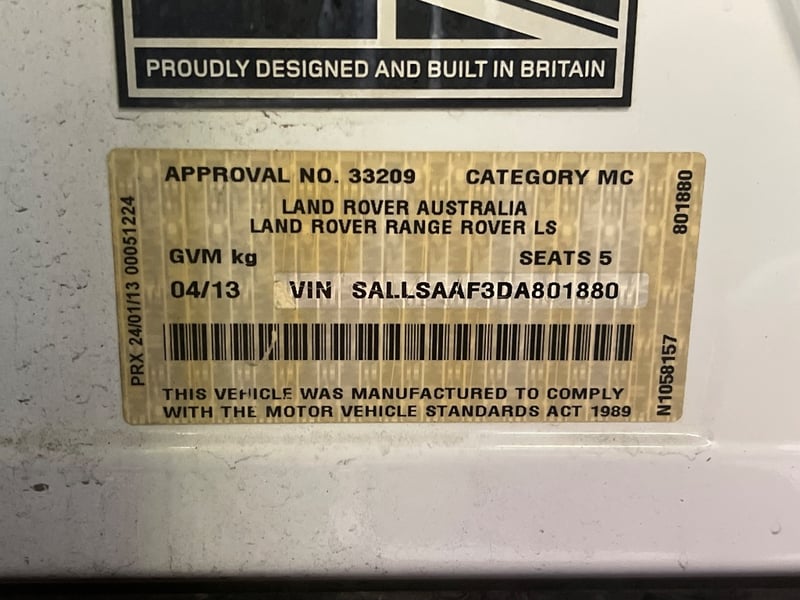 PROUDLY DESIGNED AND BUILT IN BRITAIN
APPROVAL NO. 33209 CATEGORY MC
LAND ROVER AUSTRALIA
LAND ROVER RANGE ROVER LS
GVM kg SEATS 5
04/13 VIN SALLSAAF3DA801880
THIS VEHICLE WAS MANUFACTURED TO COMPLY
WITH THE MOTOR VEHICLE STANDARDS ACT 1989
PRX 24/01/13 00051224
801880
N1058157